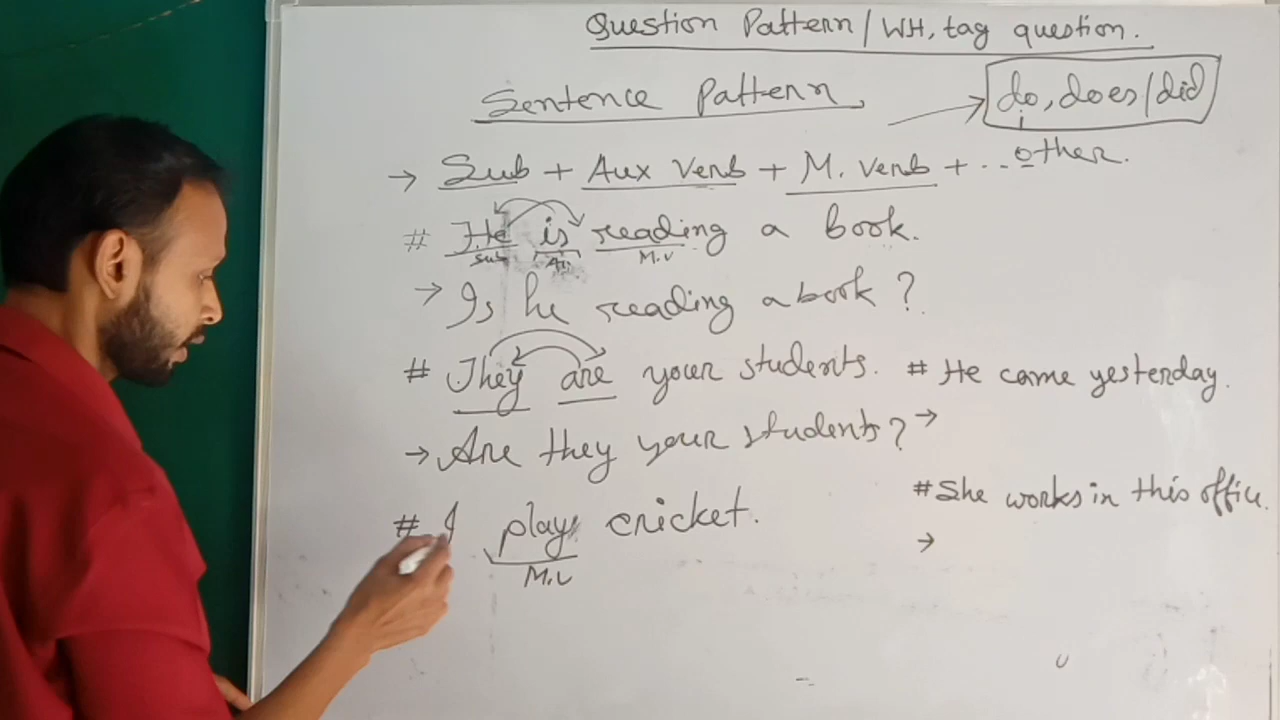 Question Pattern / WH, tag question.
Sentence Pattern
do, does / did
→ Sub + Aux Verb + M. Verb + ... other.
# He is reading a book.
Sub M.V
→ Is he reading a book ?
# They are your students.
→ Are they your students?
# I play cricket.
M.V
# He came yesterday.
→
# She works in this office.
→